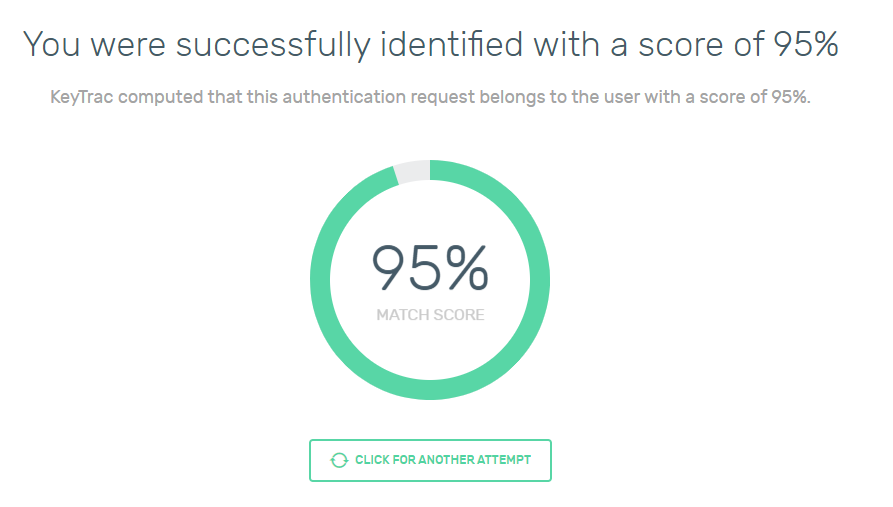 You were successfully identified with a score of 95%
KeyTrac computed that this authentication request belongs to the user with a score of 95%.
95%
MATCH SCORE
CLICK FOR ANOTHER ATTEMPT